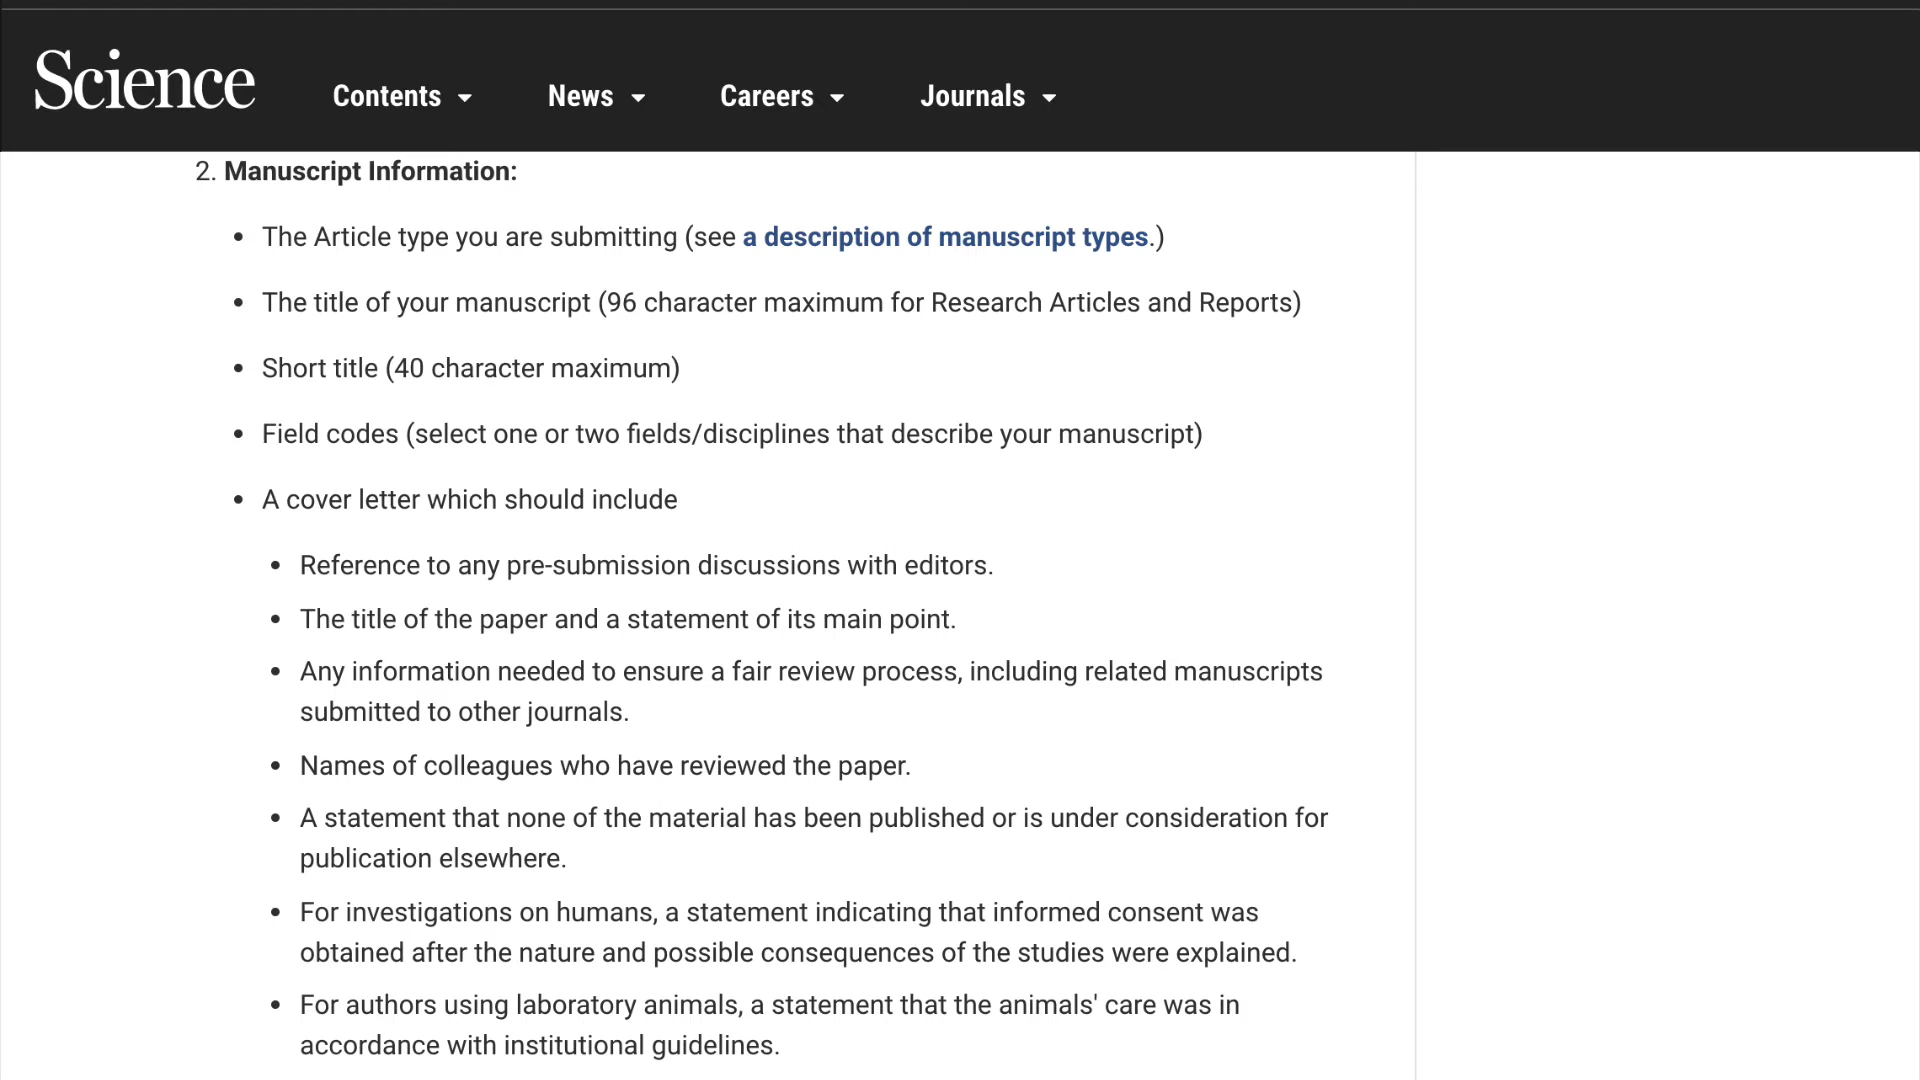 Science
Contents
News
Careers
Journals
2. Manuscript Information:
• The Article type you are submitting (see a description of manuscript types.)
• The title of your manuscript (96 character maximum for Research Articles and Reports)
• Short title (40 character maximum)
• Field codes (select one or two fields/disciplines that describe your manuscript)
• A cover letter which should include
• Reference to any pre-submission discussions with editors.
• The title of the paper and a statement of its main point.
• Any information needed to ensure a fair review process, including related manuscripts
submitted to other journals.
• Names of colleagues who have reviewed the paper.
• A statement that none of the material has been published or is under consideration for
publication elsewhere.
• For investigations on humans, a statement indicating that informed consent was
obtained after the nature and possible consequences of the studies were explained.
• For authors using laboratory animals, a statement that the animals' care was in
accordance with institutional guidelines.